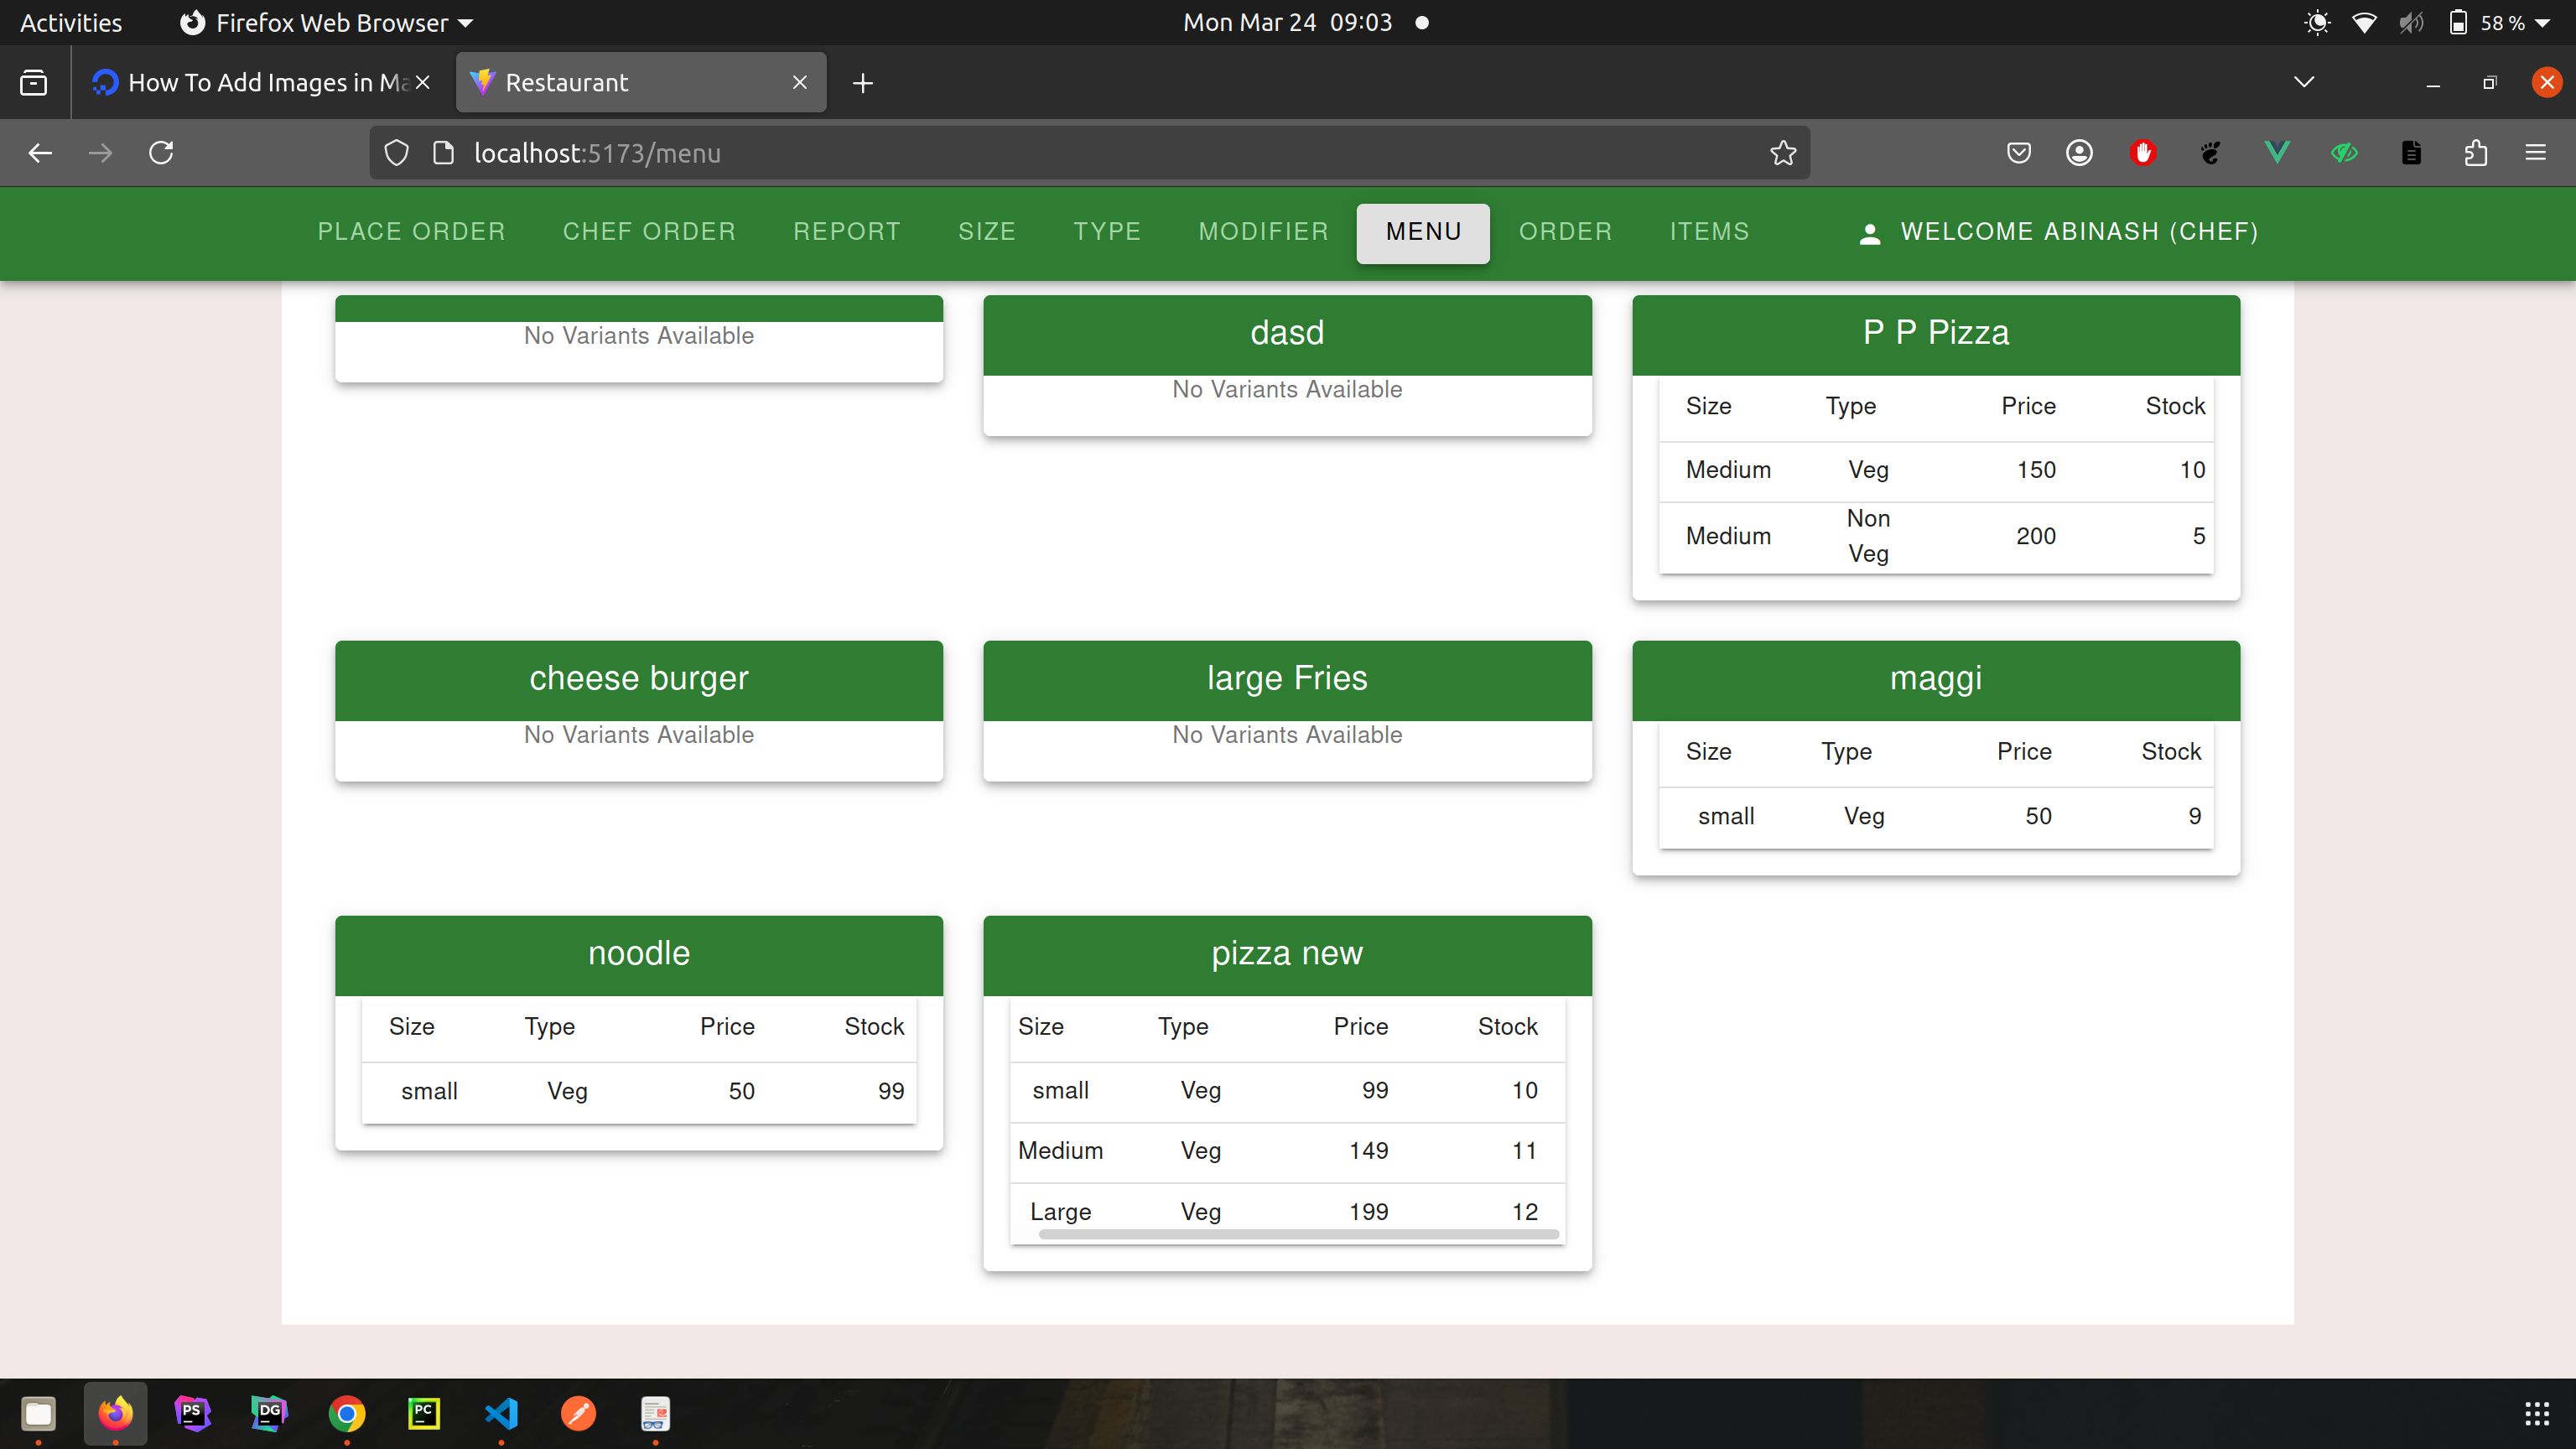 Activities
Firefox Web Browser
Mon Mar 24 09:03
58 %
How To Add Images in Ma
Restaurant
localhost:5173/menu
PLACE ORDER
CHEF ORDER
REPORT
SIZE
TYPE
MODIFIER
MENU
ORDER
ITEMS
WELCOME ABINASH (CHEF)
No Variants Available
dasd
No Variants Available
P P Pizza
Size Type Price Stock
Medium Veg 150 10
Medium Non Veg 200 5
cheese burger
No Variants Available
large Fries
No Variants Available
maggi
Size Type Price Stock
small Veg 50 9
noodle
Size Type Price Stock
small Veg 50 99
pizza new
Size Type Price Stock
small Veg 99 10
Medium Veg 149 11
Large Veg 199 12
PS
DG
PC